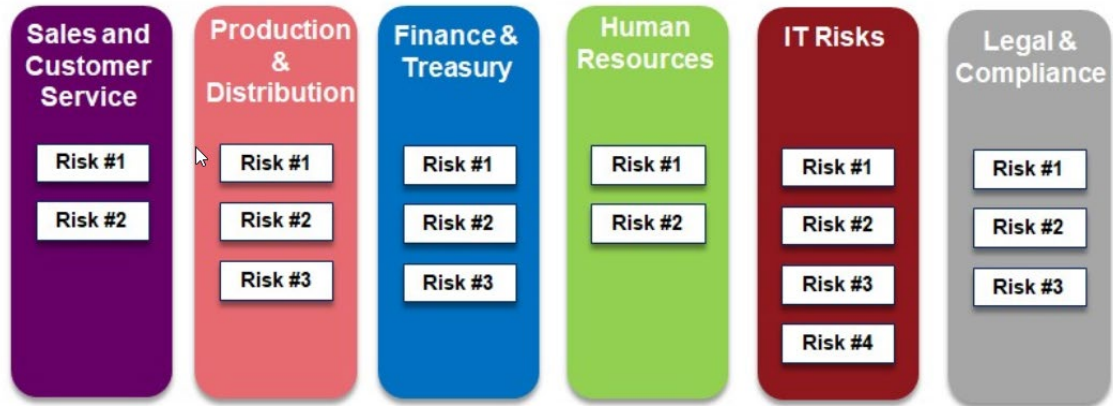 Sales and
Customer
Service
Risk #1
Risk #2
Production
&
Distribution
Risk #1
Risk #2
Risk #3
Finance &
Treasury
Risk #1
Risk #2
Risk #3
Human
Resources
Risk #1
Risk #2
IT Risks
Risk #1
Risk #2
Risk #3
Risk #4
Legal &
Compliance
Risk #1
Risk #2
Risk #3